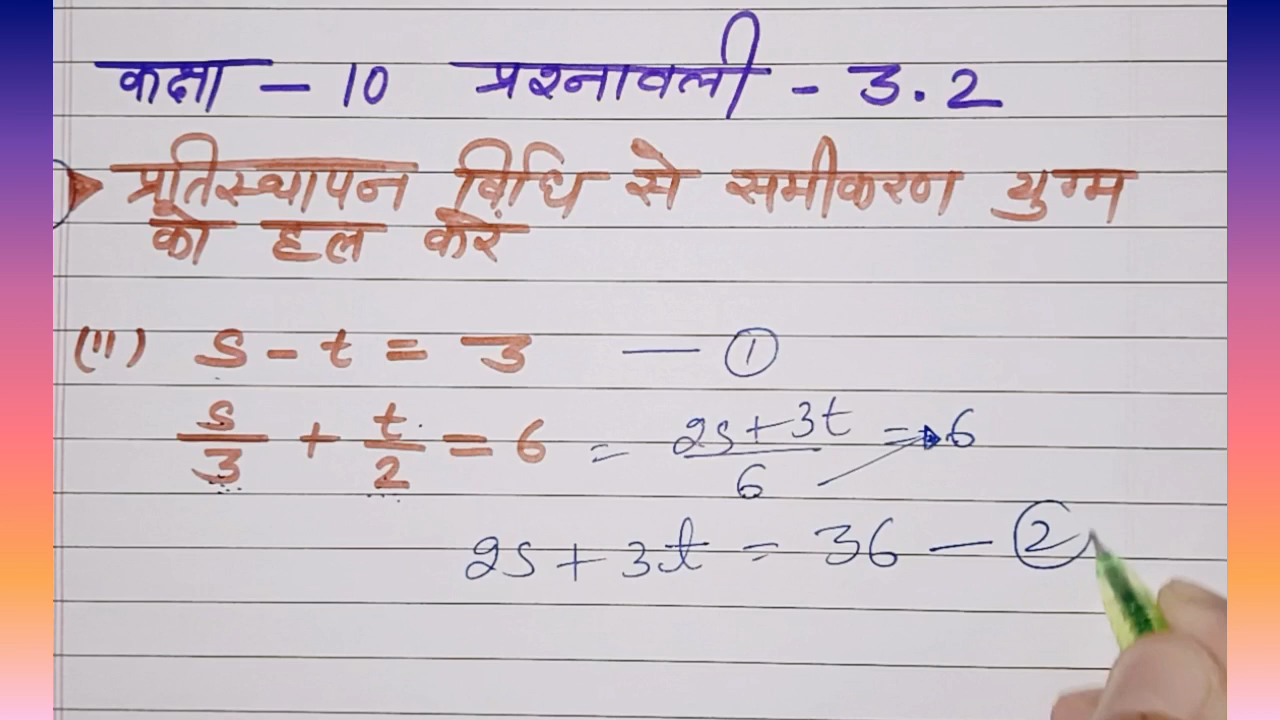 कक्षा - 10 प्रश्नावली - 3.2
प्रतिस्थापन विधि से समीकरण युग्म
को हल करें
(ii) s - t = 3 — ①
s/3 + t/2 = 6 = (2s+3t)/6 = 6
2s + 3t = 36 — ②